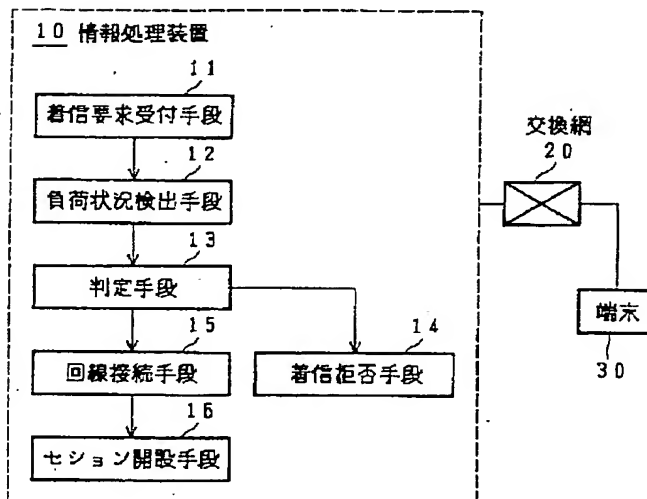 10 情報処理装置
11
着信要求受付手段
12
負荷状況検出手段
13
判定手段
15
回線接続手段
14
着信拒否手段
16
セション開設手段
交換網
20
端末
30